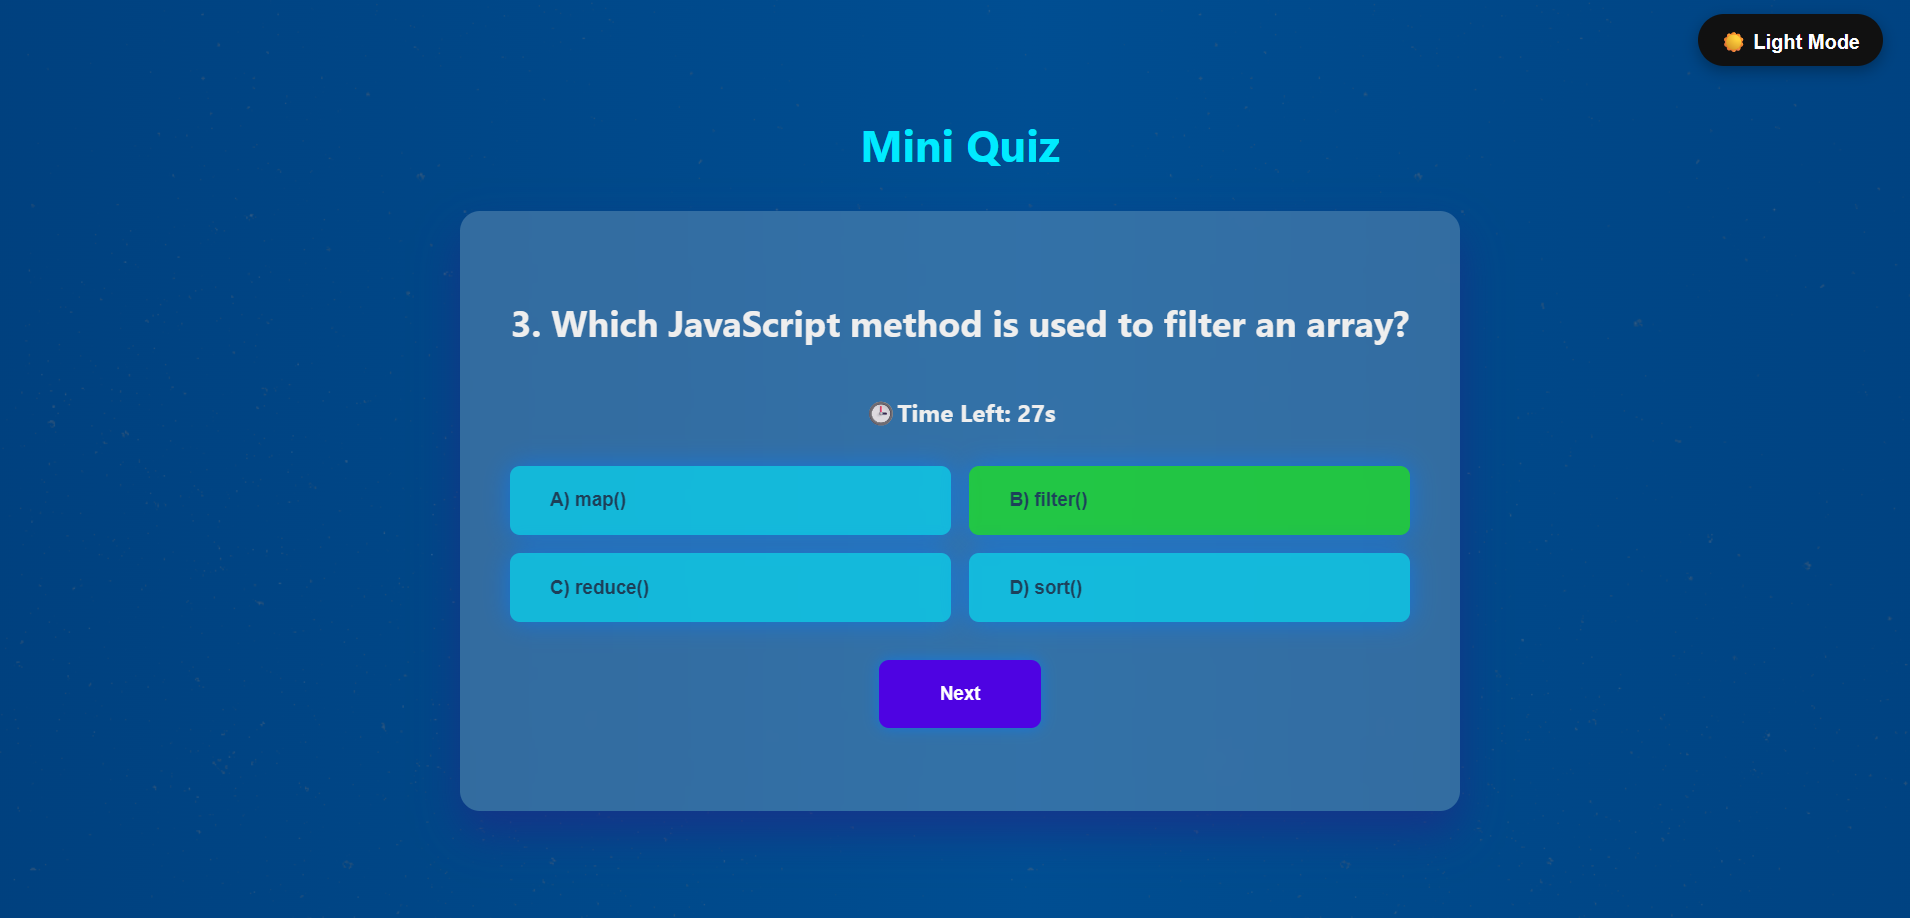 Light Mode
Mini Quiz
3. Which JavaScript method is used to filter an array?
Time Left: 27s
A) map()
B) filter()
C) reduce()
D) sort()
Next